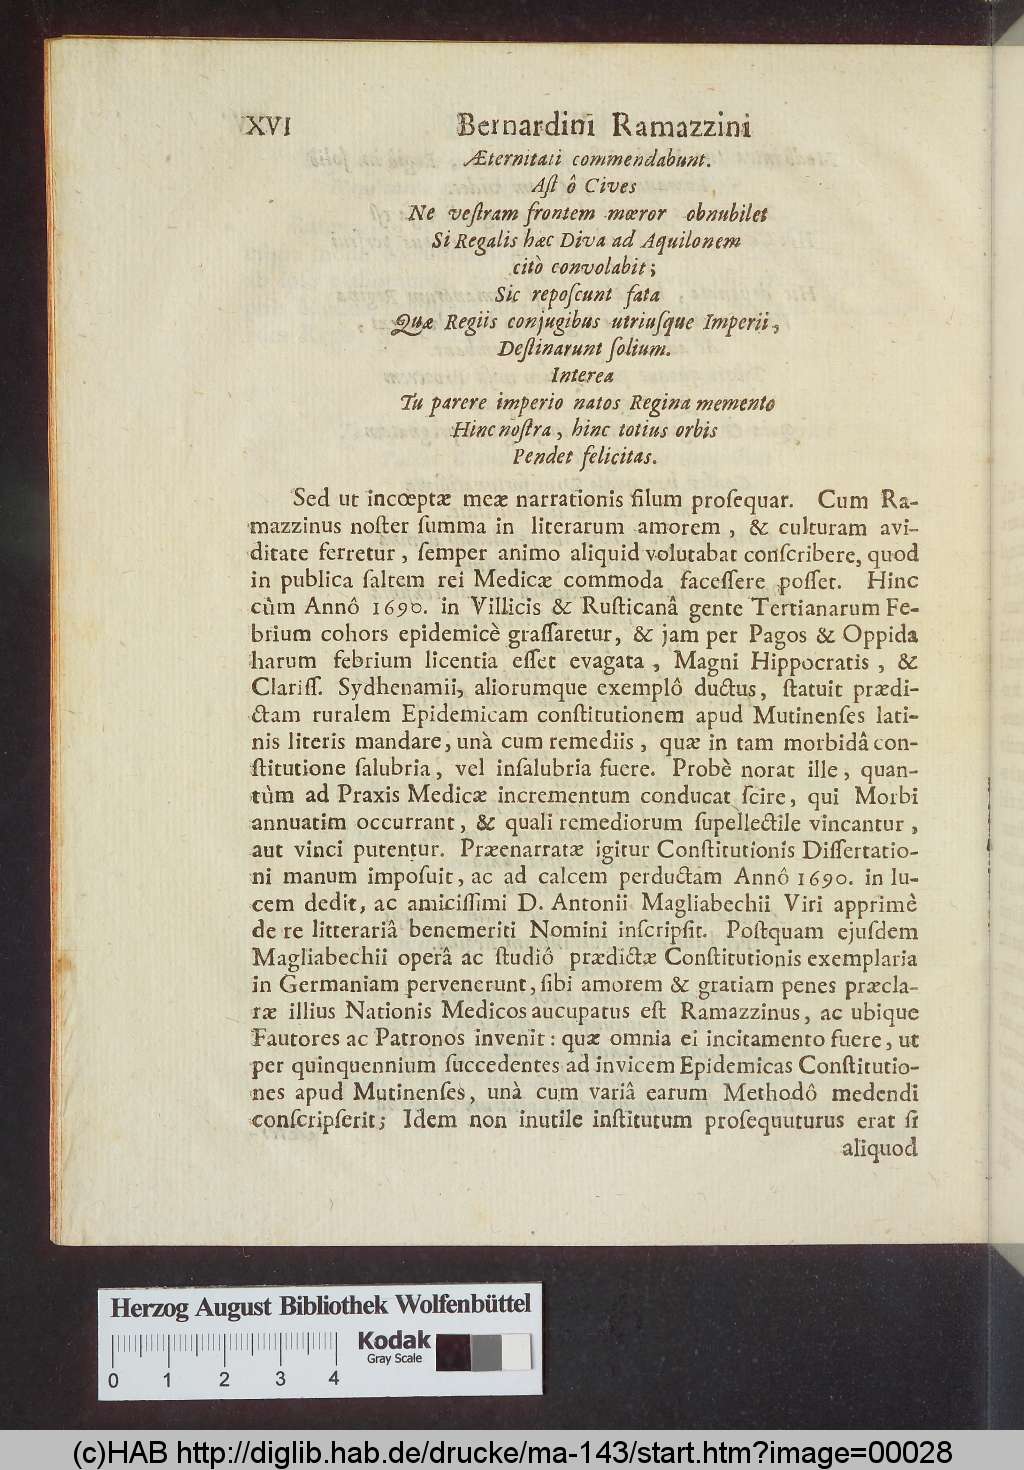 XVI Bernardini Ramazzini
Æternitati commendabunt.
Aſt ô Cives
Ne veſtram frontem mœror obnubilet
Si Regalis hæc Diva ad Aquilonem
citò convolabit;
Sic repoſcunt fata
Quæ Regiis conjugibus utriuſque Imperii,
Deſtinarunt ſolium.
Interea
Tu parere imperio natos Regina memento
Hinc noſtra, hinc totius orbis
Pendet felicitas.
Sed ut incœptæ meæ narrationis filum proſequar. Cum Ra-
mazzinus noſter ſumma in literarum amorem, & culturam avi-
ditate ferretur, ſemper animo aliquid volutabat conſcribere, quod
in publica ſaltem rei Medicæ commoda faceſſere poſſet. Hinc
cùm Annô 1690. in Villicis & Ruſticanâ gente Tertianarum Fe-
brium cohors epidemicè graſſaretur, & jam per Pagos & Oppida
harum febrium licentia eſſet evagata, Magni Hippocratis, &
Clariſſ. Sydhenamii, aliorumque exemplô ductus, ſtatuit prædi-
ctam ruralem Epidemicam conſtitutionem apud Mutinenſes lati-
nis literis mandare, unà cum remediis, quæ in tam morbidâ con-
ſtitutione ſalubria, vel inſalubria fuere. Probè norat ille, quan-
tùm ad Praxis Medicæ incrementum conducat ſcire, qui Morbi
annuatim occurrant, & quali remediorum ſupellectile vincantur,
aut vinci putentur. Præenarratæ igitur Conſtitutionis Diſſertatio-
ni manum impoſuit, ac ad calcem perductam Annô 1690. in lu-
cem dedit, ac amiciſſimi D. Antonii Magliabechii Viri apprimè
de re litterariâ benemeriti Nomini inſcripſit. Poſtquam ejuſdem
Magliabechii operâ ac ſtudiô prædictæ Conſtitutionis exemplaria
in Germaniam pervenerunt, ſibi amorem & gratiam penes præcla-
ræ illius Nationis Medicos aucupatus eſt Ramazzinus, ac ubique
Fautores ac Patronos invenit: quæ omnia ei incitamento fuere, ut
per quinquennium ſuccedentes ad invicem Epidemicas Conſtitutio-
nes apud Mutinenſes, unà cum variâ earum Methodô medendi
conſcripſerit; Idem non inutile inſtitutum proſequuturus erat ſi
aliquod
Herzog August Bibliothek Wolfenbüttel
Kodak
Gray Scale
0 1 2 3 4
(c)HAB http://diglib.hab.de/drucke/ma-143/start.htm?image=00028